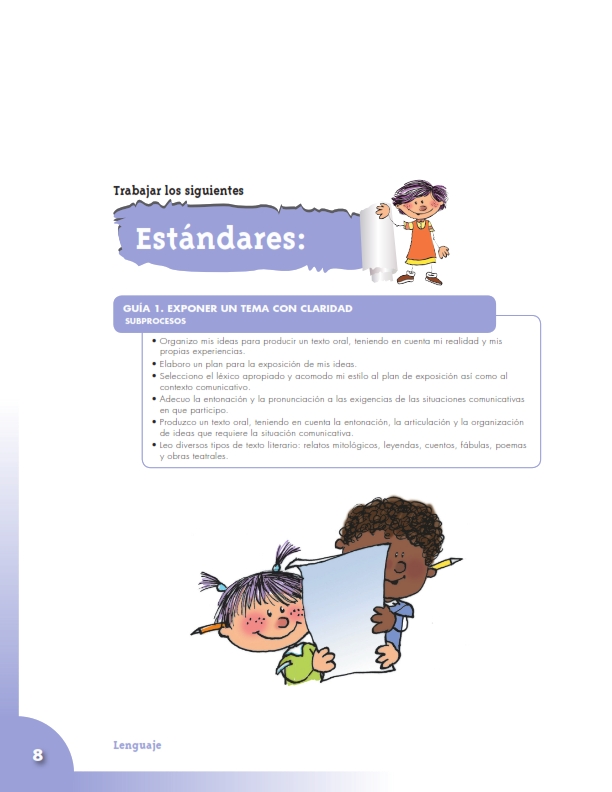 Trabajar los siguientes
Estándares:
GUÍA 1. EXPONER UN TEMA CON CLARIDAD
SUBPROCESOS
• Organizo mis ideas para producir un texto oral, teniendo en cuenta mi realidad y mis
propias experiencias.
• Elaboro un plan para la exposición de mis ideas.
• Selecciono el léxico apropiado y acomodo mi estilo al plan de exposición así como al
contexto comunicativo.
• Adecuo la entonación y la pronunciación a las exigencias de las situaciones comunicativas
en que participo.
• Produzco un texto oral, teniendo en cuenta la entonación, la articulación y la organización
de ideas que requiere la situación comunicativa.
• Leo diversos tipos de texto literario: relatos mitológicos, leyendas, cuentos, fábulas, poemas
y obras teatrales.
Lenguaje
8